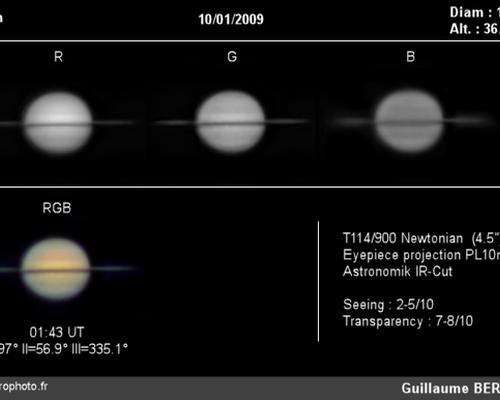 10/01/2009
Diam :
Alt. : 36.
R G B
RGB
T114/900 Newtonian (4.5"
Eyepiece projection PL10
Astronomik IR-Cut
Seeing : 2-5/10
Transparency : 7-8/10
01:43 UT
97° II=56.9° III=335.1°
rophoto.fr
Guillaume BER